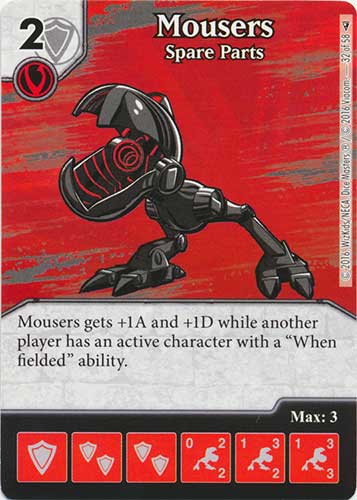 2
Mousers
Spare Parts
32 of 58
© 2016 WizKids/NECA. Dice Masters ®/© 2016 Viacom
Mousers gets +1A and +1D while another
player has an active character with a “When
fielded” ability.
Max: 3
0 2 2
1 3 2
1 3 3